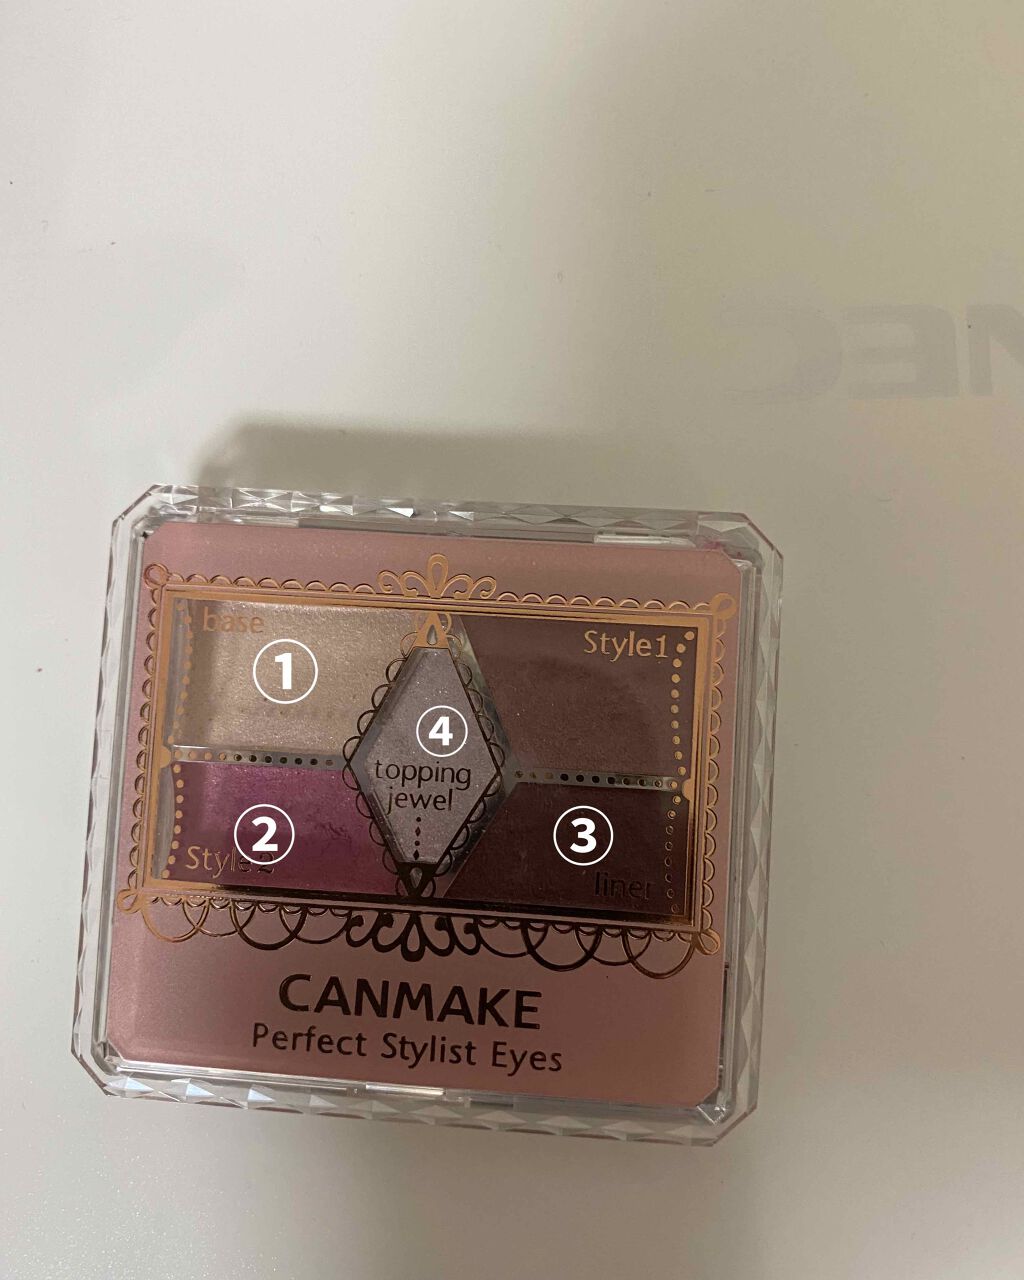 base
Style1
①
④
topping
jewel
②
Style2
③
liner
CANMAKE
Perfect Stylist Eyes